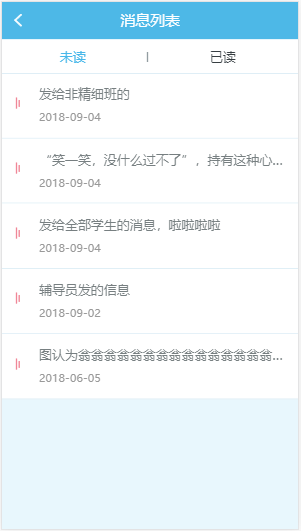 消息列表
未读 | 已读
发给非精细班的
2018-09-04
“笑一笑，没什么过不了”，持有这种心...
2018-09-04
发给全部学生的消息，啦啦啦啦
2018-09-04
辅导员发的信息
2018-09-02
图认为翁翁翁翁翁翁翁翁翁翁翁翁翁翁翁...
2018-06-05